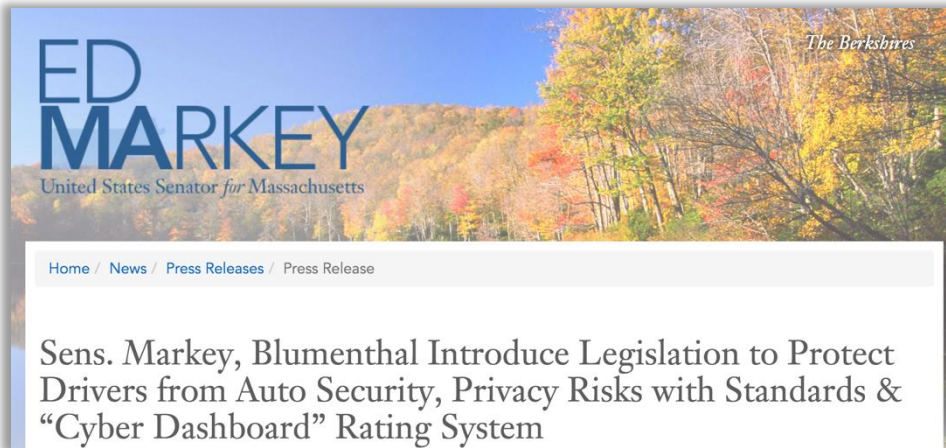 The Berkshires
ED
MARKEY
United States Senator for Massachusetts
Home / News / Press Releases / Press Release
Sens. Markey, Blumenthal Introduce Legislation to Protect
Drivers from Auto Security, Privacy Risks with Standards &
“Cyber Dashboard” Rating System